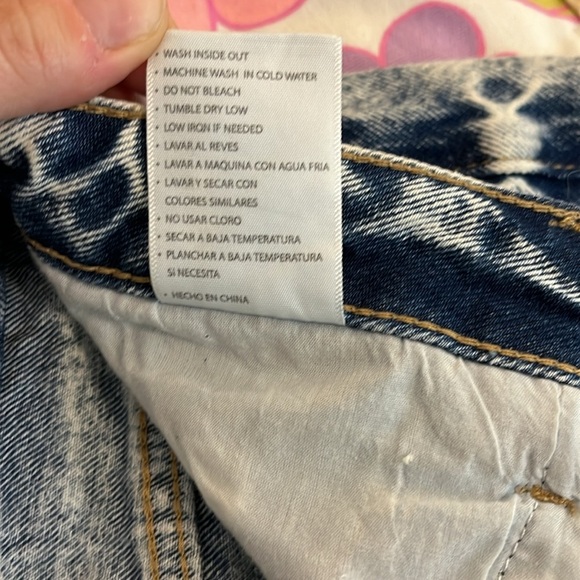 • WASH INSIDE OUT
• MACHINE WASH IN COLD WATER
• DO NOT BLEACH
• TUMBLE DRY LOW
LOW IRON IF NEEDED
• LAVAR AL REVES
• LAVAR A MAQUINA CON AGUA FRIA
• LAVAR Y SECAR CON
COLORES SIMILARES
• NO USAR CLORO
• SECAR A BAJA TEMPERATURA
• PLANCHAR A BAJA TEMPERATURA
SI NECESITA
• HECHO EN CHINA